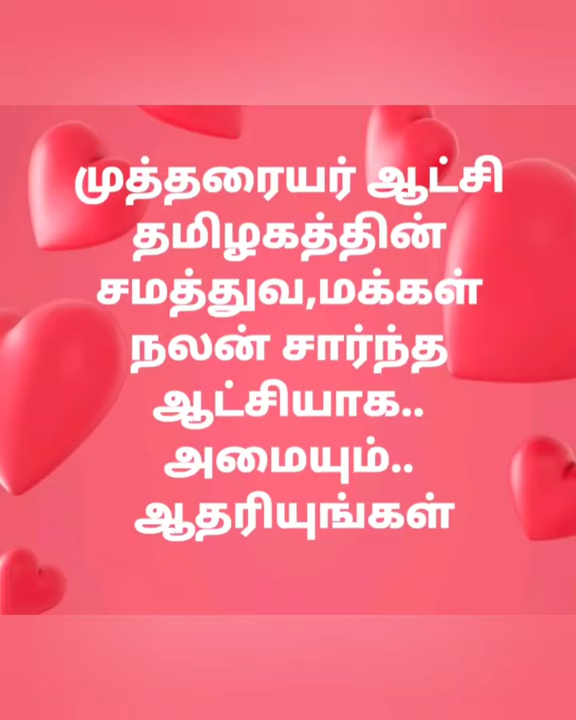 முத்தரையர் ஆட்சி
தமிழகத்தின்
சமத்துவ,மக்கள்
நலன் சார்ந்த
ஆட்சியாக..
அமையும்..
ஆதரியுங்கள்